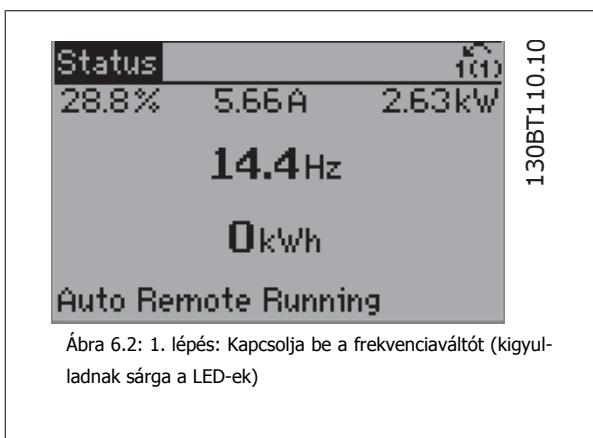 Status 1(1)
28.8% 5.66A 2.63kW
14.4Hz
0kWh
Auto Remote Running
130BT110.10
Ábra 6.2: 1. lépés: Kapcsolja be a frekvenciaváltót (kigyul-
ladnak sárga a LED-ek)